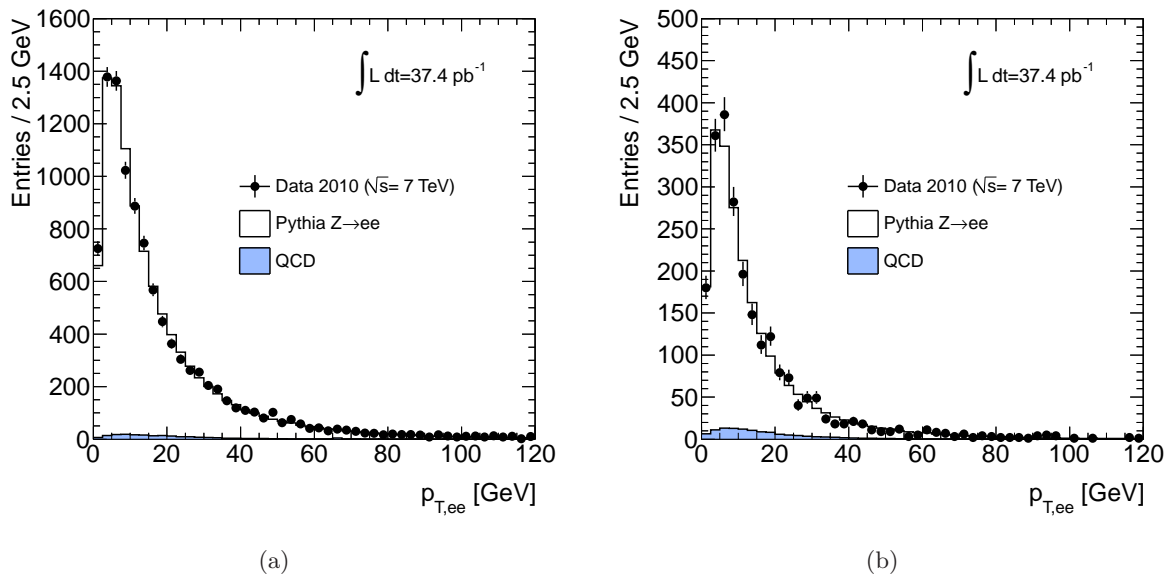 Entries / 2.5 GeV
1600
1400
1200
1000
800
600
400
200
0
0 20 40 60 80 100 120
p_T,ee [GeV]
∫ L dt=37.4 pb⁻¹
Data 2010 (√s= 7 TeV)
Pythia Z→ee
QCD
(a)
Entries / 2.5 GeV
500
450
400
350
300
250
200
150
100
50
0
0 20 40 60 80 100 120
p_T,ee [GeV]
∫ L dt=37.4 pb⁻¹
Data 2010 (√s= 7 TeV)
Pythia Z→ee
QCD
(b)